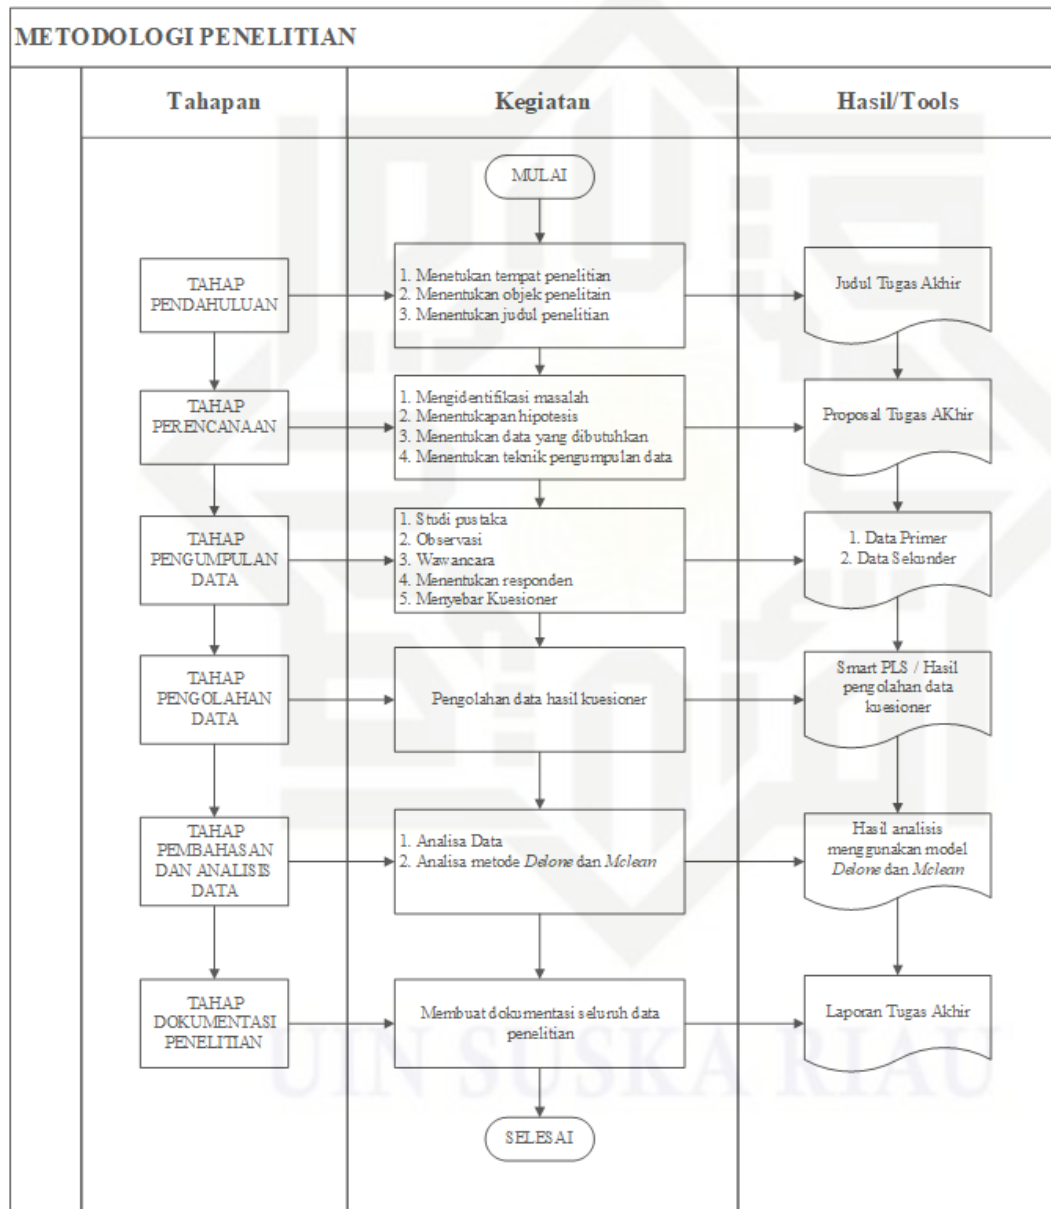 METODOLOGI PENELITIAN
Tahapan
Kegiatan
Hasil/Tools
MULAI
TAHAP
PENDAHULUAN
1. Menetukan tempat penelitian
2. Menentukan objek penelitain
3. Menentukan judul penelitian
Judul Tugas Akhir
TAHAP
PERENCANAAN
1. Mengidentifikasi masalah
2. Menentukapan hipotesis
3. Menentukan data yang dibutuhkan
4. Menentukan teknik pengumpulan data
Proposal Tugas AKhir
TAHAP
PENGUMPULAN
DATA
1. Studi pustaka
2. Observasi
3. Wawancara
4. Menentukan responden
5. Menyebar Kuesioner
1. Data Primer
2. Data Sekunder
TAHAP
PENGOLAHAN
DATA
Pengolahan data hasil kuesioner
Smart PLS / Hasil
pengolahan data
kuesioner
TAHAP
PEMBAHASAN
DAN ANALISIS
DATA
1. Analisa Data
2. Analisa metode Delone dan Mclean
Hasil analisis
menggunakan model
Delone dan Mclean
TAHAP
DOKUMENTASI
PENELITIAN
Membuat dokumentasi seluruh data
penelitian
Laporan Tugas Akhir
UIN SUSKA RIAU
SELESAI